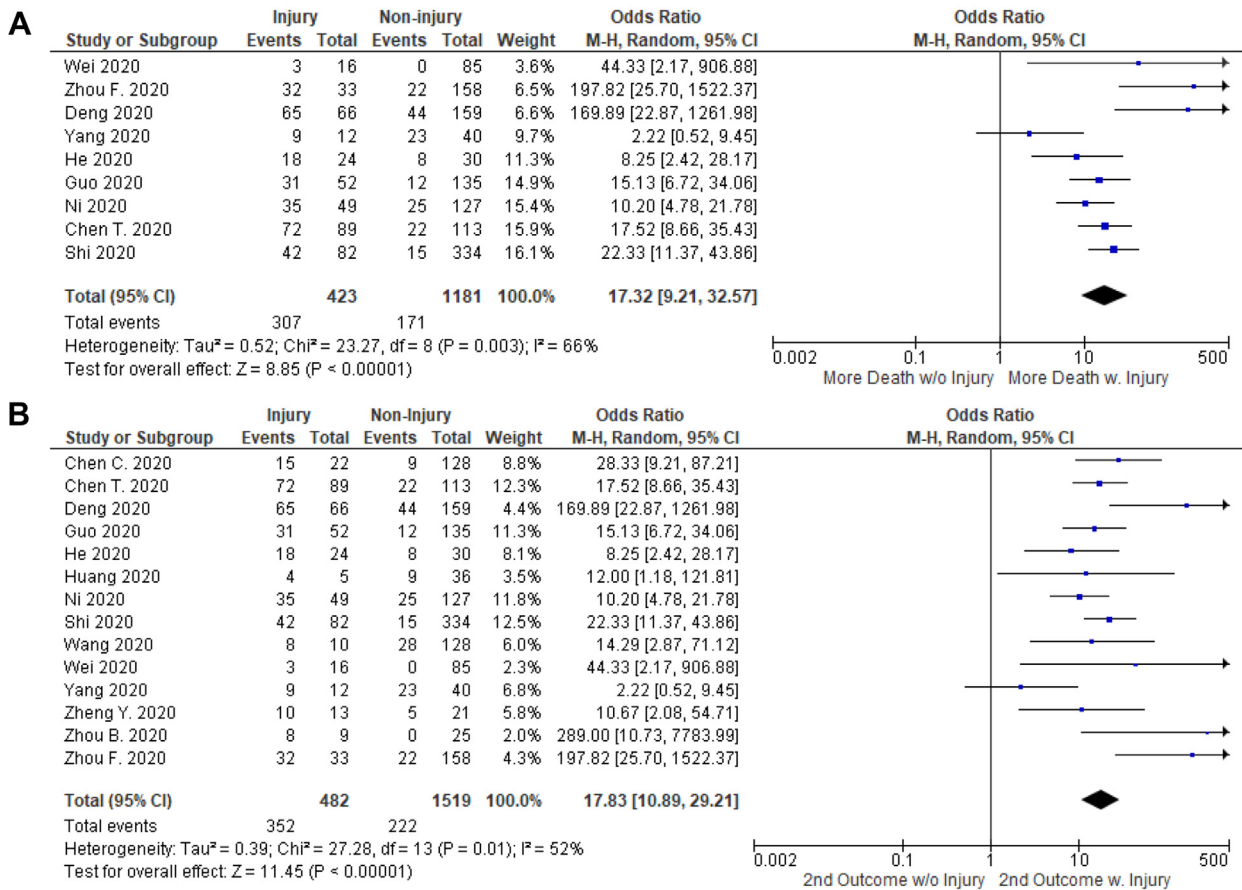 A
Injury Non-injury Odds Ratio Odds Ratio
Study or Subgroup Events Total Events Total Weight M-H, Random, 95% CI M-H, Random, 95% CI
Wei 2020 3 16 0 85 3.6% 44.33 [2.17, 906.88]
Zhou F. 2020 32 33 22 158 6.5% 197.82 [25.70, 1522.37]
Deng 2020 65 66 44 159 6.6% 169.89 [22.87, 1261.98]
Yang 2020 9 12 23 40 9.7% 2.22 [0.52, 9.45]
He 2020 18 24 8 30 11.3% 8.25 [2.42, 28.17]
Guo 2020 31 52 12 135 14.9% 15.13 [6.72, 34.06]
Ni 2020 35 49 25 127 15.4% 10.20 [4.78, 21.78]
Chen T. 2020 72 89 22 113 15.9% 17.52 [8.66, 35.43]
Shi 2020 42 82 15 334 16.1% 22.33 [11.37, 43.86]
Total (95% CI) 423 1181 100.0% 17.32 [9.21, 32.57]
Total events 307 171
Heterogeneity: Tau² = 0.52; Chi² = 23.27, df = 8 (P = 0.003); I² = 66%
Test for overall effect: Z = 8.85 (P < 0.00001)
0.002 0.1 1 10 500
More Death w/o Injury More Death w. Injury
B
Injury Non-Injury Odds Ratio Odds Ratio
Study or Subgroup Events Total Events Total Weight M-H, Random, 95% CI M-H, Random, 95% CI
Chen C. 2020 15 22 9 128 8.8% 28.33 [9.21, 87.21]
Chen T. 2020 72 89 22 113 12.3% 17.52 [8.66, 35.43]
Deng 2020 65 66 44 159 4.4% 169.89 [22.87, 1261.98]
Guo 2020 31 52 12 135 11.3% 15.13 [6.72, 34.06]
He 2020 18 24 8 30 8.1% 8.25 [2.42, 28.17]
Huang 2020 4 5 9 36 3.5% 12.00 [1.18, 121.81]
Ni 2020 35 49 25 127 11.8% 10.20 [4.78, 21.78]
Shi 2020 42 82 15 334 12.5% 22.33 [11.37, 43.86]
Wang 2020 8 10 28 128 6.0% 14.29 [2.87, 71.12]
Wei 2020 3 16 0 85 2.3% 44.33 [2.17, 906.88]
Yang 2020 9 12 23 40 6.8% 2.22 [0.52, 9.45]
Zheng Y. 2020 10 13 5 21 5.8% 10.67 [2.08, 54.71]
Zhou B. 2020 8 9 0 25 2.0% 289.00 [10.73, 7783.99]
Zhou F. 2020 32 33 22 158 4.3% 197.82 [25.70, 1522.37]
Total (95% CI) 482 1519 100.0% 17.83 [10.89, 29.21]
Total events 352 222
Heterogeneity: Tau² = 0.39; Chi² = 27.28, df = 13 (P = 0.01); I² = 52%
Test for overall effect: Z = 11.45 (P < 0.00001)
0.002 0.1 1 10 500
2nd Outcome w/o Injury 2nd Outcome w. Injury